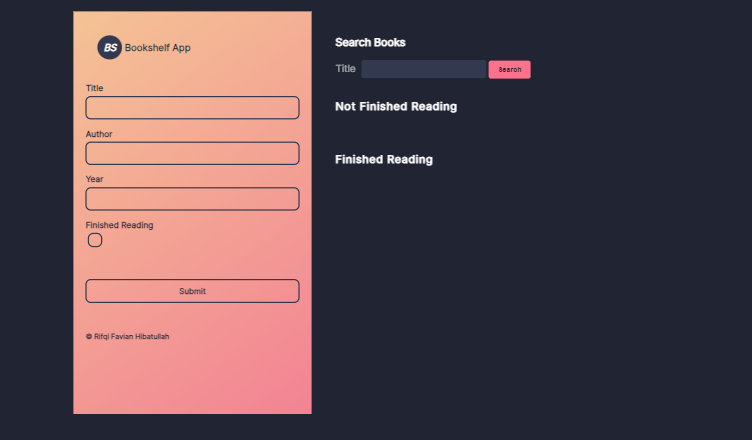 BS Bookshelf App
Title
Author
Year
Finished Reading
Submit
© Rifqi Favian Hibatullah
Search Books
Title Search
Not Finished Reading
Finished Reading